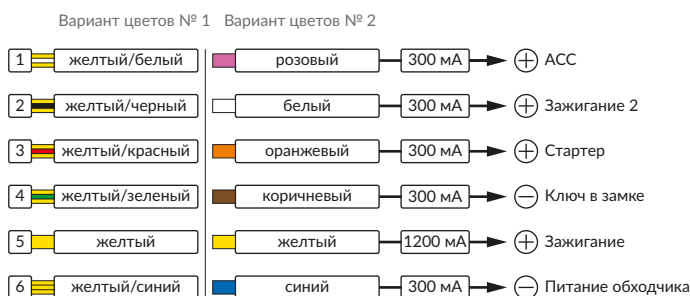 Вариант цветов № 1 Вариант цветов № 2
1 желтый/белый розовый 300 мА + ACC
2 желтый/черный белый 300 мА + Зажигание 2
3 желтый/красный оранжевый 300 мА + Стартер
4 желтый/зеленый коричневый 300 мА − Ключ в замке
5 желтый желтый 1200 мА + Зажигание
6 желтый/синий синий 300 мА − Питание обходчика